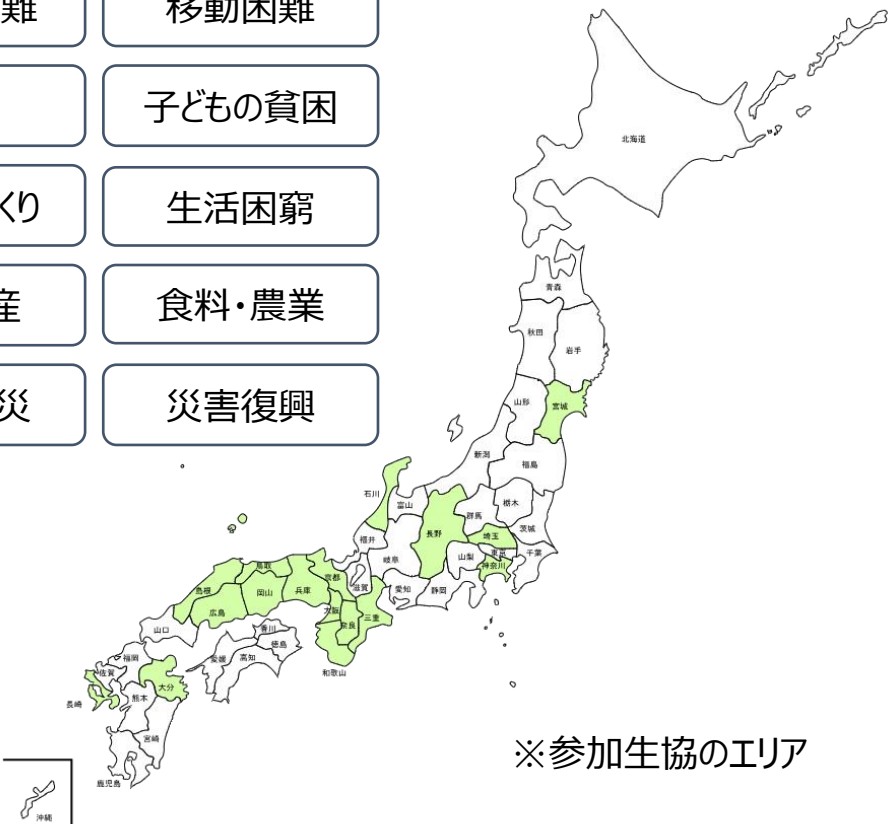 難
移動困難
子どもの貧困
くり
生活困窮
産
食料・農業
災
災害復興
北海道
青森
秋田
岩手
山形
宮城
新潟
福島
石川
富山
群馬
栃木
茨城
福井
長野
埼玉
岐阜
山梨
東京
千葉
神奈川
鳥取
京都
滋賀
愛知
静岡
島根
岡山
兵庫
広島
大阪
奈良
三重
山口
香川
徳島
愛媛
高知
和歌山
福岡
佐賀
大分
長崎
熊本
宮崎
鹿児島
沖縄
※参加生協のエリア